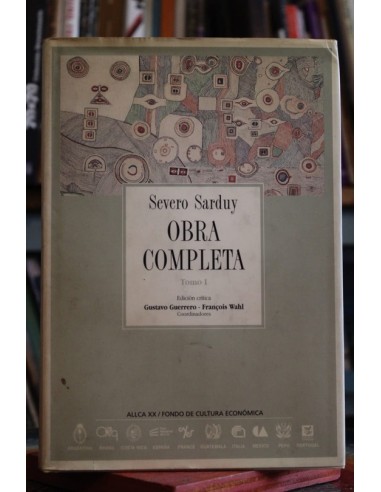 Severo Sarduy
OBRA
COMPLETA
Tomo I
Edición crítica
Gustavo Guerrero - François Wahl
Coordinadores
ALLCA XX / FONDO DE CULTURA ECONÓMICA